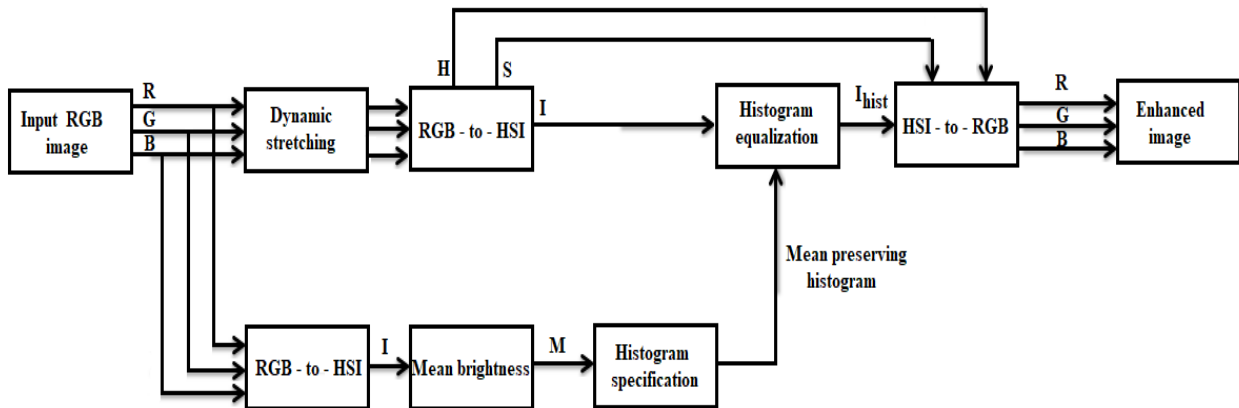 H
S
R
G
B
Input RGB
image
Dynamic
stretching
RGB - to - HSI
I
Histogram
equalization
I hist
HSI - to - RGB
R
G
B
Enhanced
image
Mean preserving
histogram
RGB - to - HSI
I
Mean brightness
M
Histogram
specification